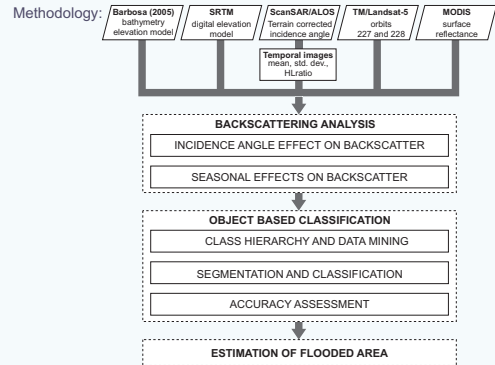 Methodology:
Barbosa (2005)
bathymetry
elevation model
SRTM
digital elevation
model
ScanSAR/ALOS
Terrain corrected
incidence angle
TM/Landsat-5
orbits
227 and 228
MODIS
surface
reflectance
Temporal images
mean, std. dev.,
HLratio
BACKSCATTERING ANALYSIS
INCIDENCE ANGLE EFFECT ON BACKSCATTER
SEASONAL EFFECTS ON BACKSCATTER
OBJECT BASED CLASSIFICATION
CLASS HIERARCHY AND DATA MINING
SEGMENTATION AND CLASSIFICATION
ACCURACY ASSESSMENT
ESTIMATION OF FLOODED AREA